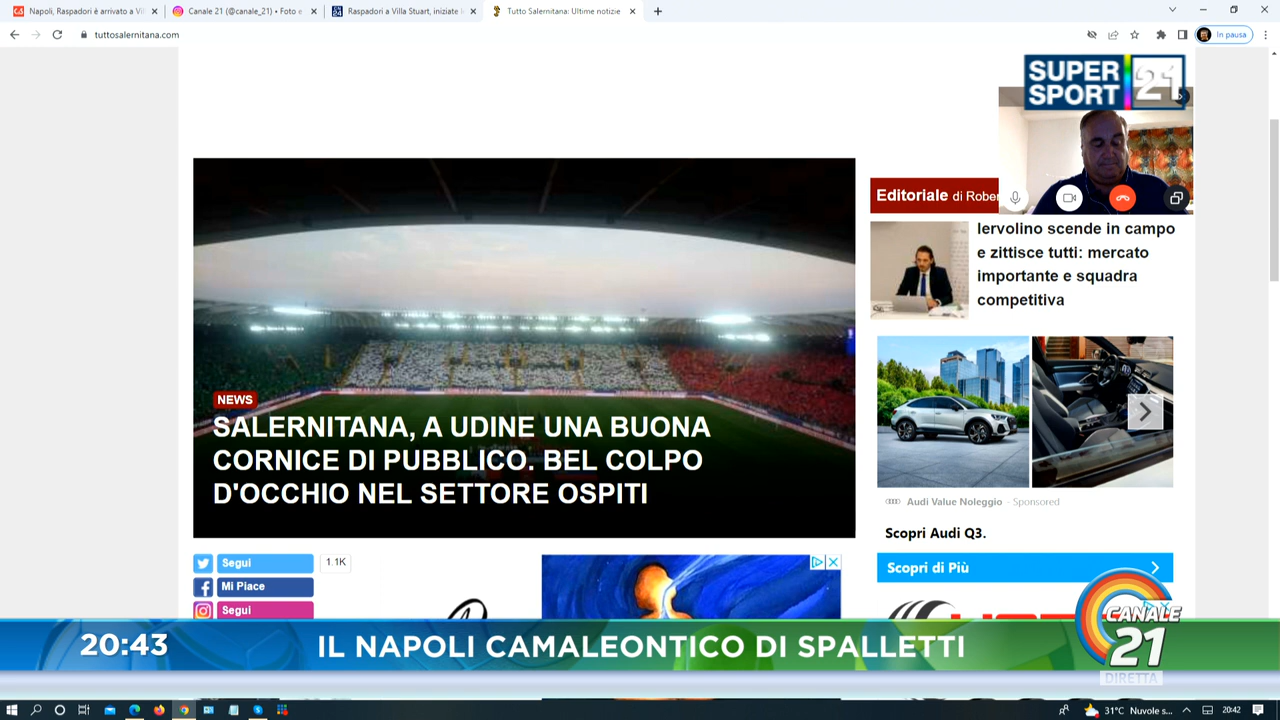 Napoli, Raspadori è arrivato a Vi
Canale 21 (@canale_21) • Foto e
Raspadori a Villa Stuart, iniziate l
Tutto Salernitana: Ultime notizie
tuttosalernitana.com
In pausa
SUPER
SPORT
21
Editoriale di Rober
Iervolino scende in campo
e zittisce tutti: mercato
importante e squadra
competitiva
NEWS
SALERNITANA, A UDINE UNA BUONA
CORNICE DI PUBBLICO. BEL COLPO
D'OCCHIO NEL SETTORE OSPITI
Audi Value Noleggio - Sponsored
Scopri Audi Q3.
Scopri di Più
Segui
1.1K
Mi Piace
Segui
20:43
IL NAPOLI CAMALEONTICO DI SPALLETTI
CANALE
21
DIRETTA
31°C Nuvole s...
20:42